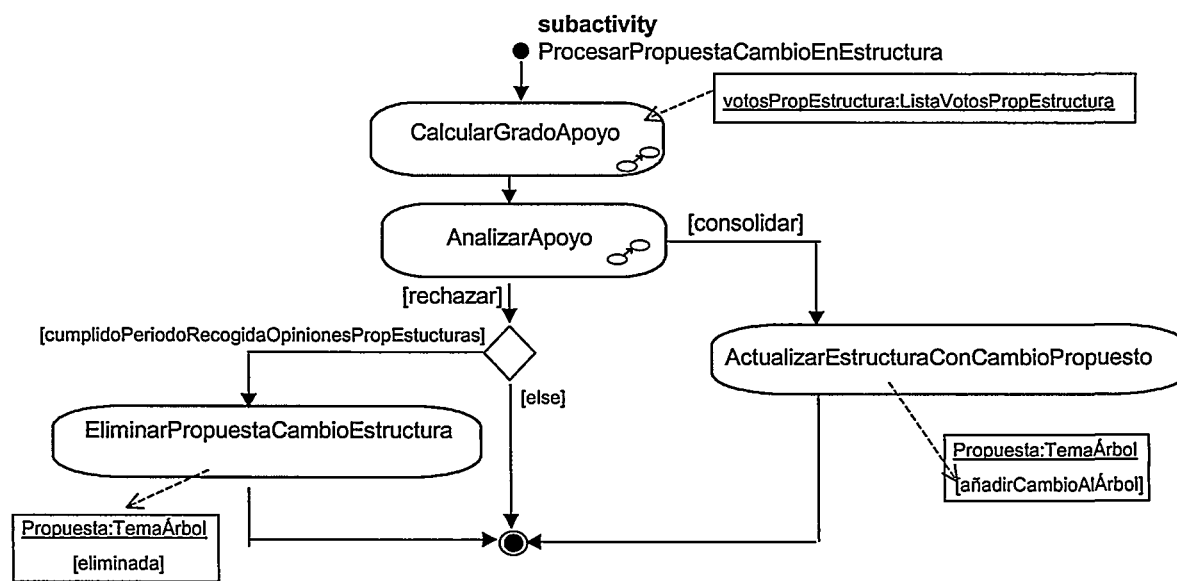 subactivity
ProcesarPropuestaCambioEnEstructura
votosPropEstructura:ListaVotosPropEstructura
CalcularGradoApoyo
AnalizarApoyo
[consolidar]
[rechazar]
[cumplidoPeriodoRecogidaOpinionesPropEstucturas]
ActualizarEstructuraConCambioPropuesto
[else]
EliminarPropuestaCambioEstructura
Propuesta:TemaÁrbol
[añadirCambioAlÁrbol]
Propuesta:TemaÁrbol
[eliminada]